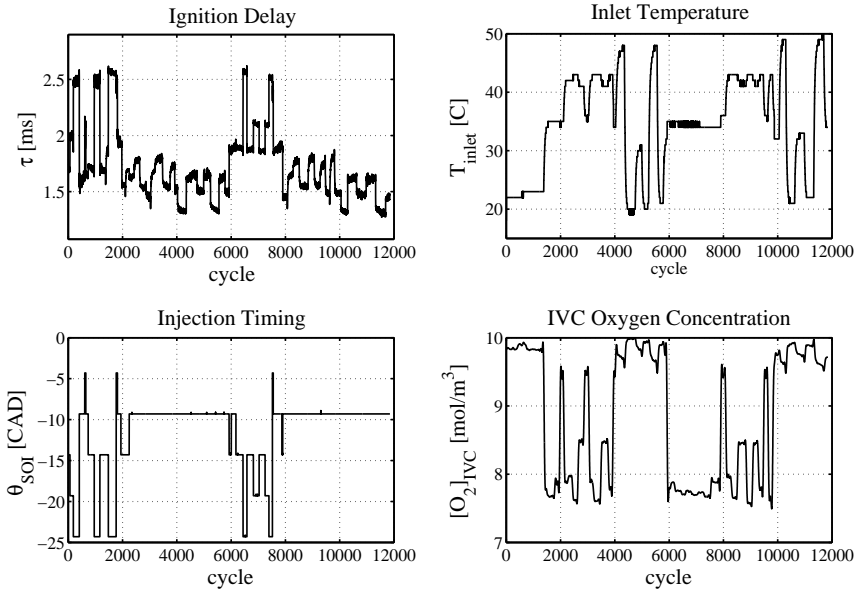 Ignition Delay
2.5
2
1.5
τ [ms]
0 2000 4000 6000 8000 10000 12000
cycle
Inlet Temperature
50
40
30
20
T_inlet [C]
0 2000 4000 6000 8000 10000 12000
cycle
Injection Timing
0
−5
−10
−15
−20
−25
θ_SOI [CAD]
0 2000 4000 6000 8000 10000 12000
cycle
IVC Oxygen Concentration
10
9
8
7
[O_2]_IVC [mol/m^3]
0 2000 4000 6000 8000 10000 12000
cycle